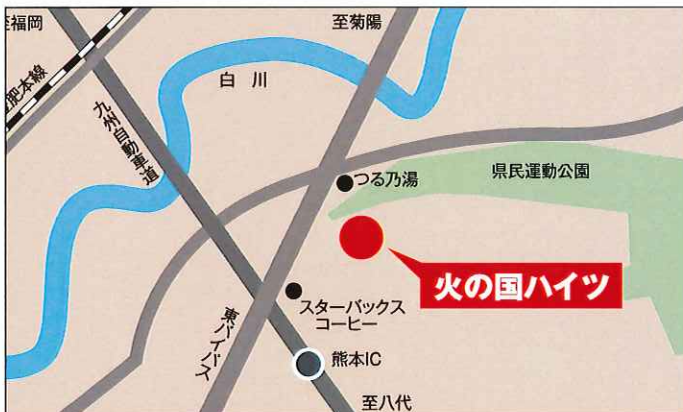 至福岡
至菊陽
豊肥本線
白川
九州自動車道
つる乃湯
県民運動公園
火の国ハイツ
スターバックス
コーヒー
東バイパス
熊本IC
至八代